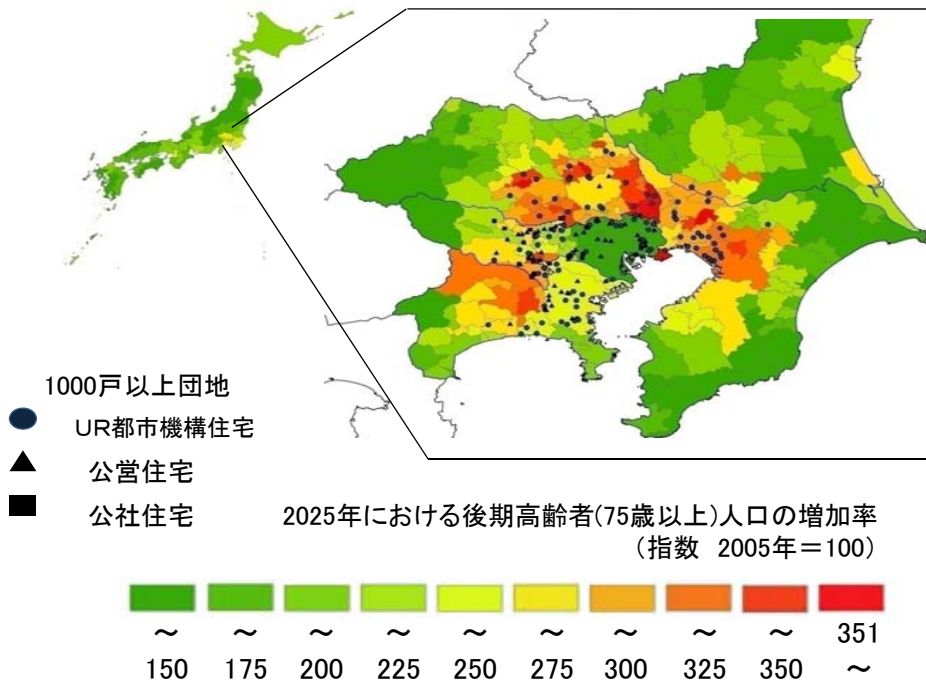 1000戸以上団地
UR都市機構住宅
公営住宅
公社住宅
2025年における後期高齢者(75歳以上)人口の増加率
(指数 2005年=100)
~ ~ ~ ~ ~ ~ ~ ~ ~ 351
150 175 200 225 250 275 300 325 350 ~